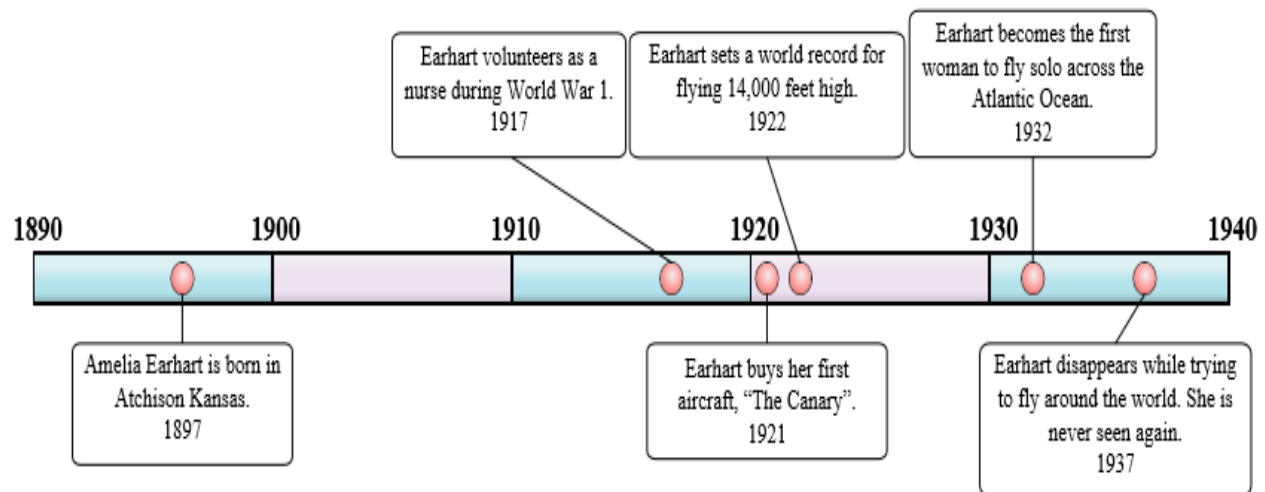 Earhart volunteers as a
nurse during World War 1.
1917
Earhart sets a world record for
flying 14,000 feet high.
1922
Earhart becomes the first
woman to fly solo across the
Atlantic Ocean.
1932
1890
1900
1910
1920
1930
1940
Amelia Earhart is born in
Atchison Kansas.
1897
Earhart buys her first
aircraft, “The Canary”.
1921
Earhart disappears while trying
to fly around the world. She is
never seen again.
1937